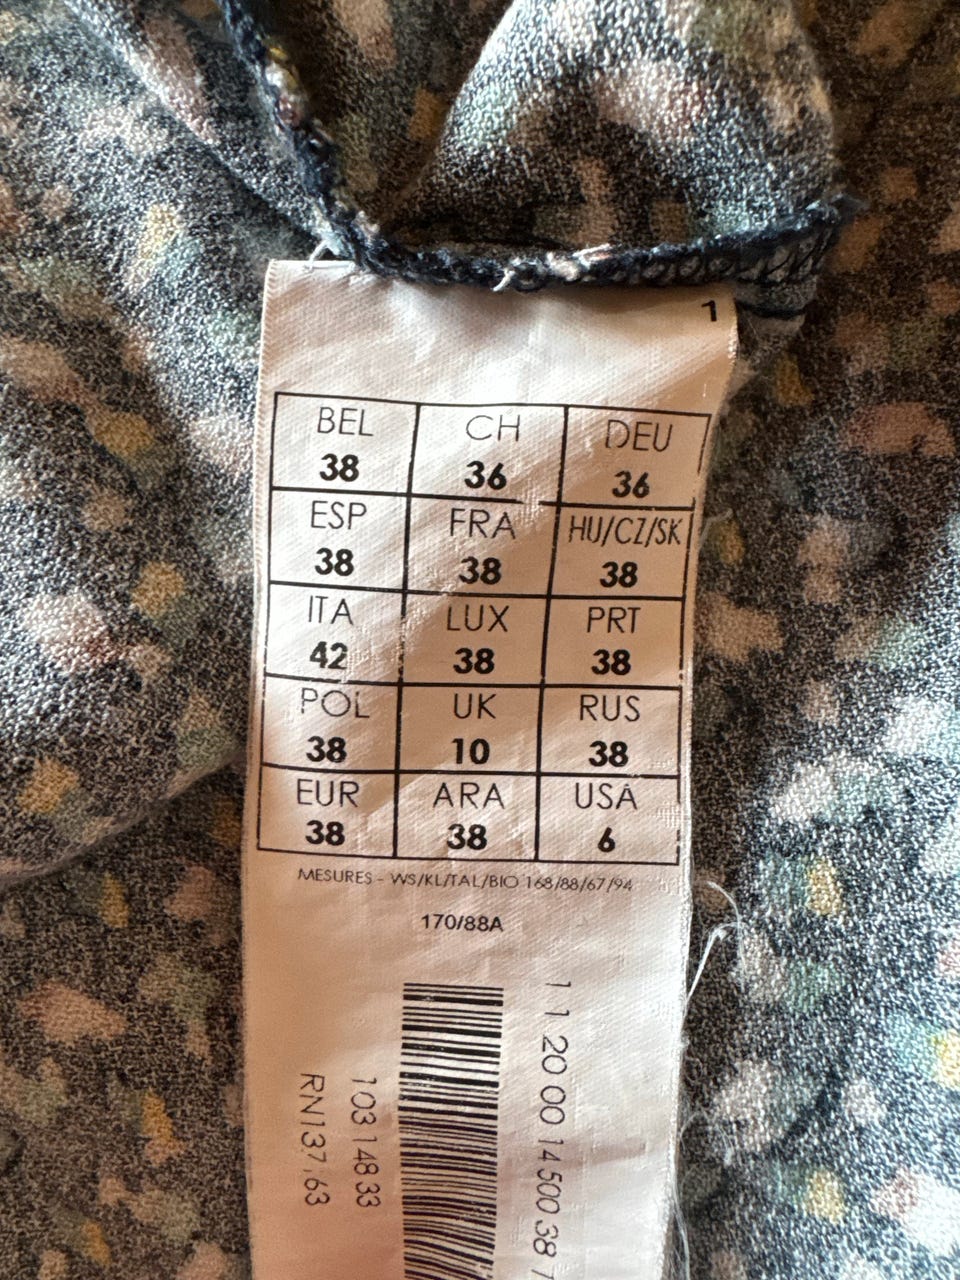 1
BEL CH DEU
38 36 36
ESP FRA HU/CZ/SK
38 38 38
ITA LUX PRT
42 38 38
POL UK RUS
38 10 38
EUR ARA USA
38 38 6
MESURES - WS/KL/TAL/BIO 168/88/67/94
170/88A
1 1 20 00 14 500 38
103 148 33